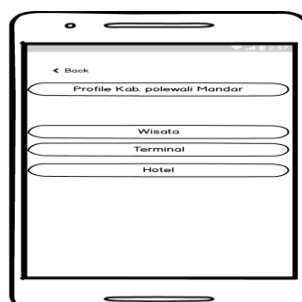 < Back
Profile Kab. polewali Mandar
Wisata
Terminal
Hotel